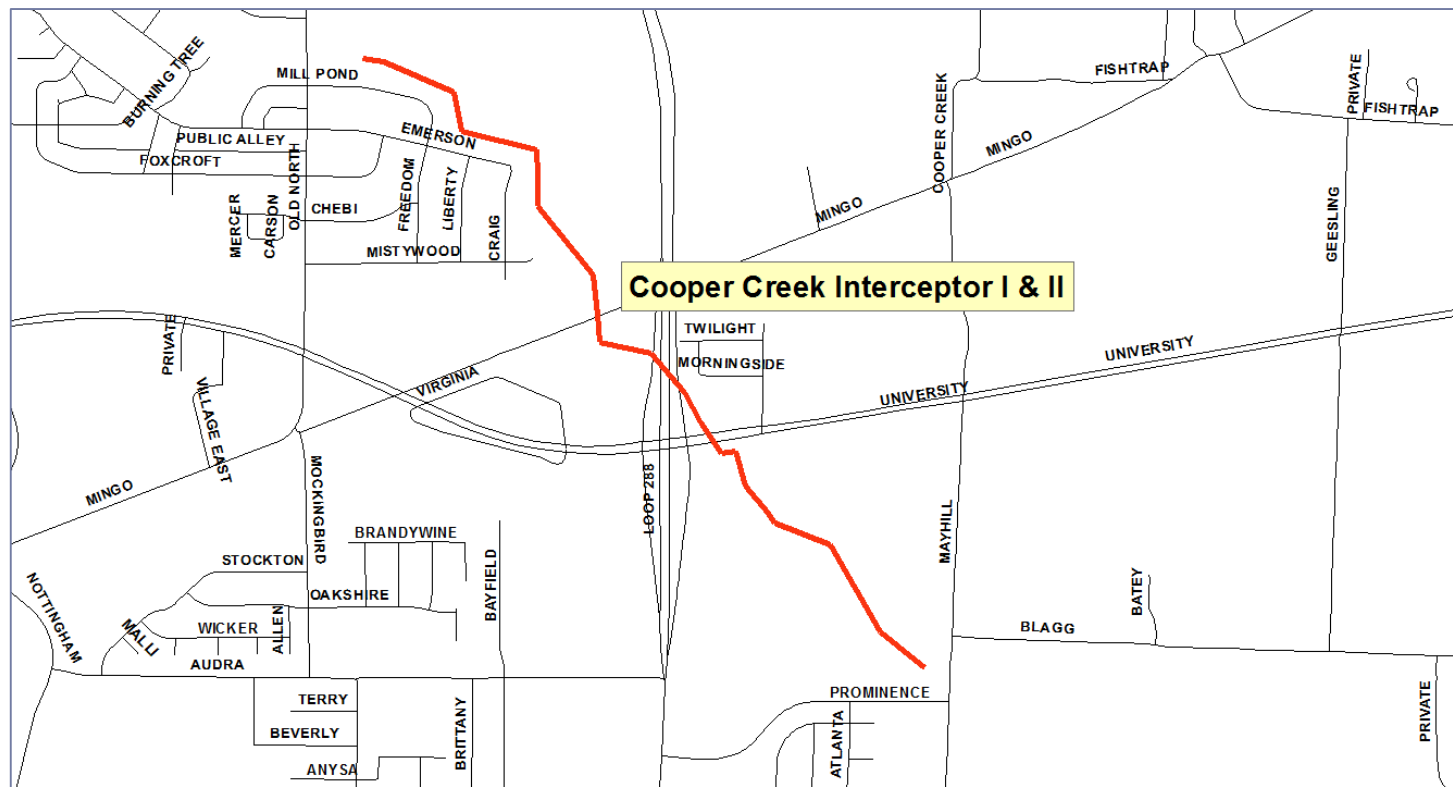 BURNING TREE
MILL POND
PUBLIC ALLEY
EMERSON
FOXCROFT
OLD NORTH
FREEDOM
LIBERTY
CRAIG
MERCER
CARSON
CHEBI
MISTYWOOD
FISHTRAP
PRIVATE
FISHTRAP
COOPER CREEK
MINGO
MINGO
GEESLING
Cooper Creek Interceptor I & II
PRIVATE
TWILIGHT
MORNINGSIDE
UNIVERSITY
UNIVERSITY
VIRGINIA
VILLAGE EAST
MINGO
MOCKINGBIRD
LOOP 288
MAYHILL
BRANDYWINE
BAYFIELD
STOCKTON
OAKSHIRE
NOTTINGHAM
MALLI
WICKER
ALLEN
AUDRA
BATEY
BLAGG
TERRY
BEVERLY
ANYSA
BRITTANY
PROMINENCE
ATLANTA
PRIVATE